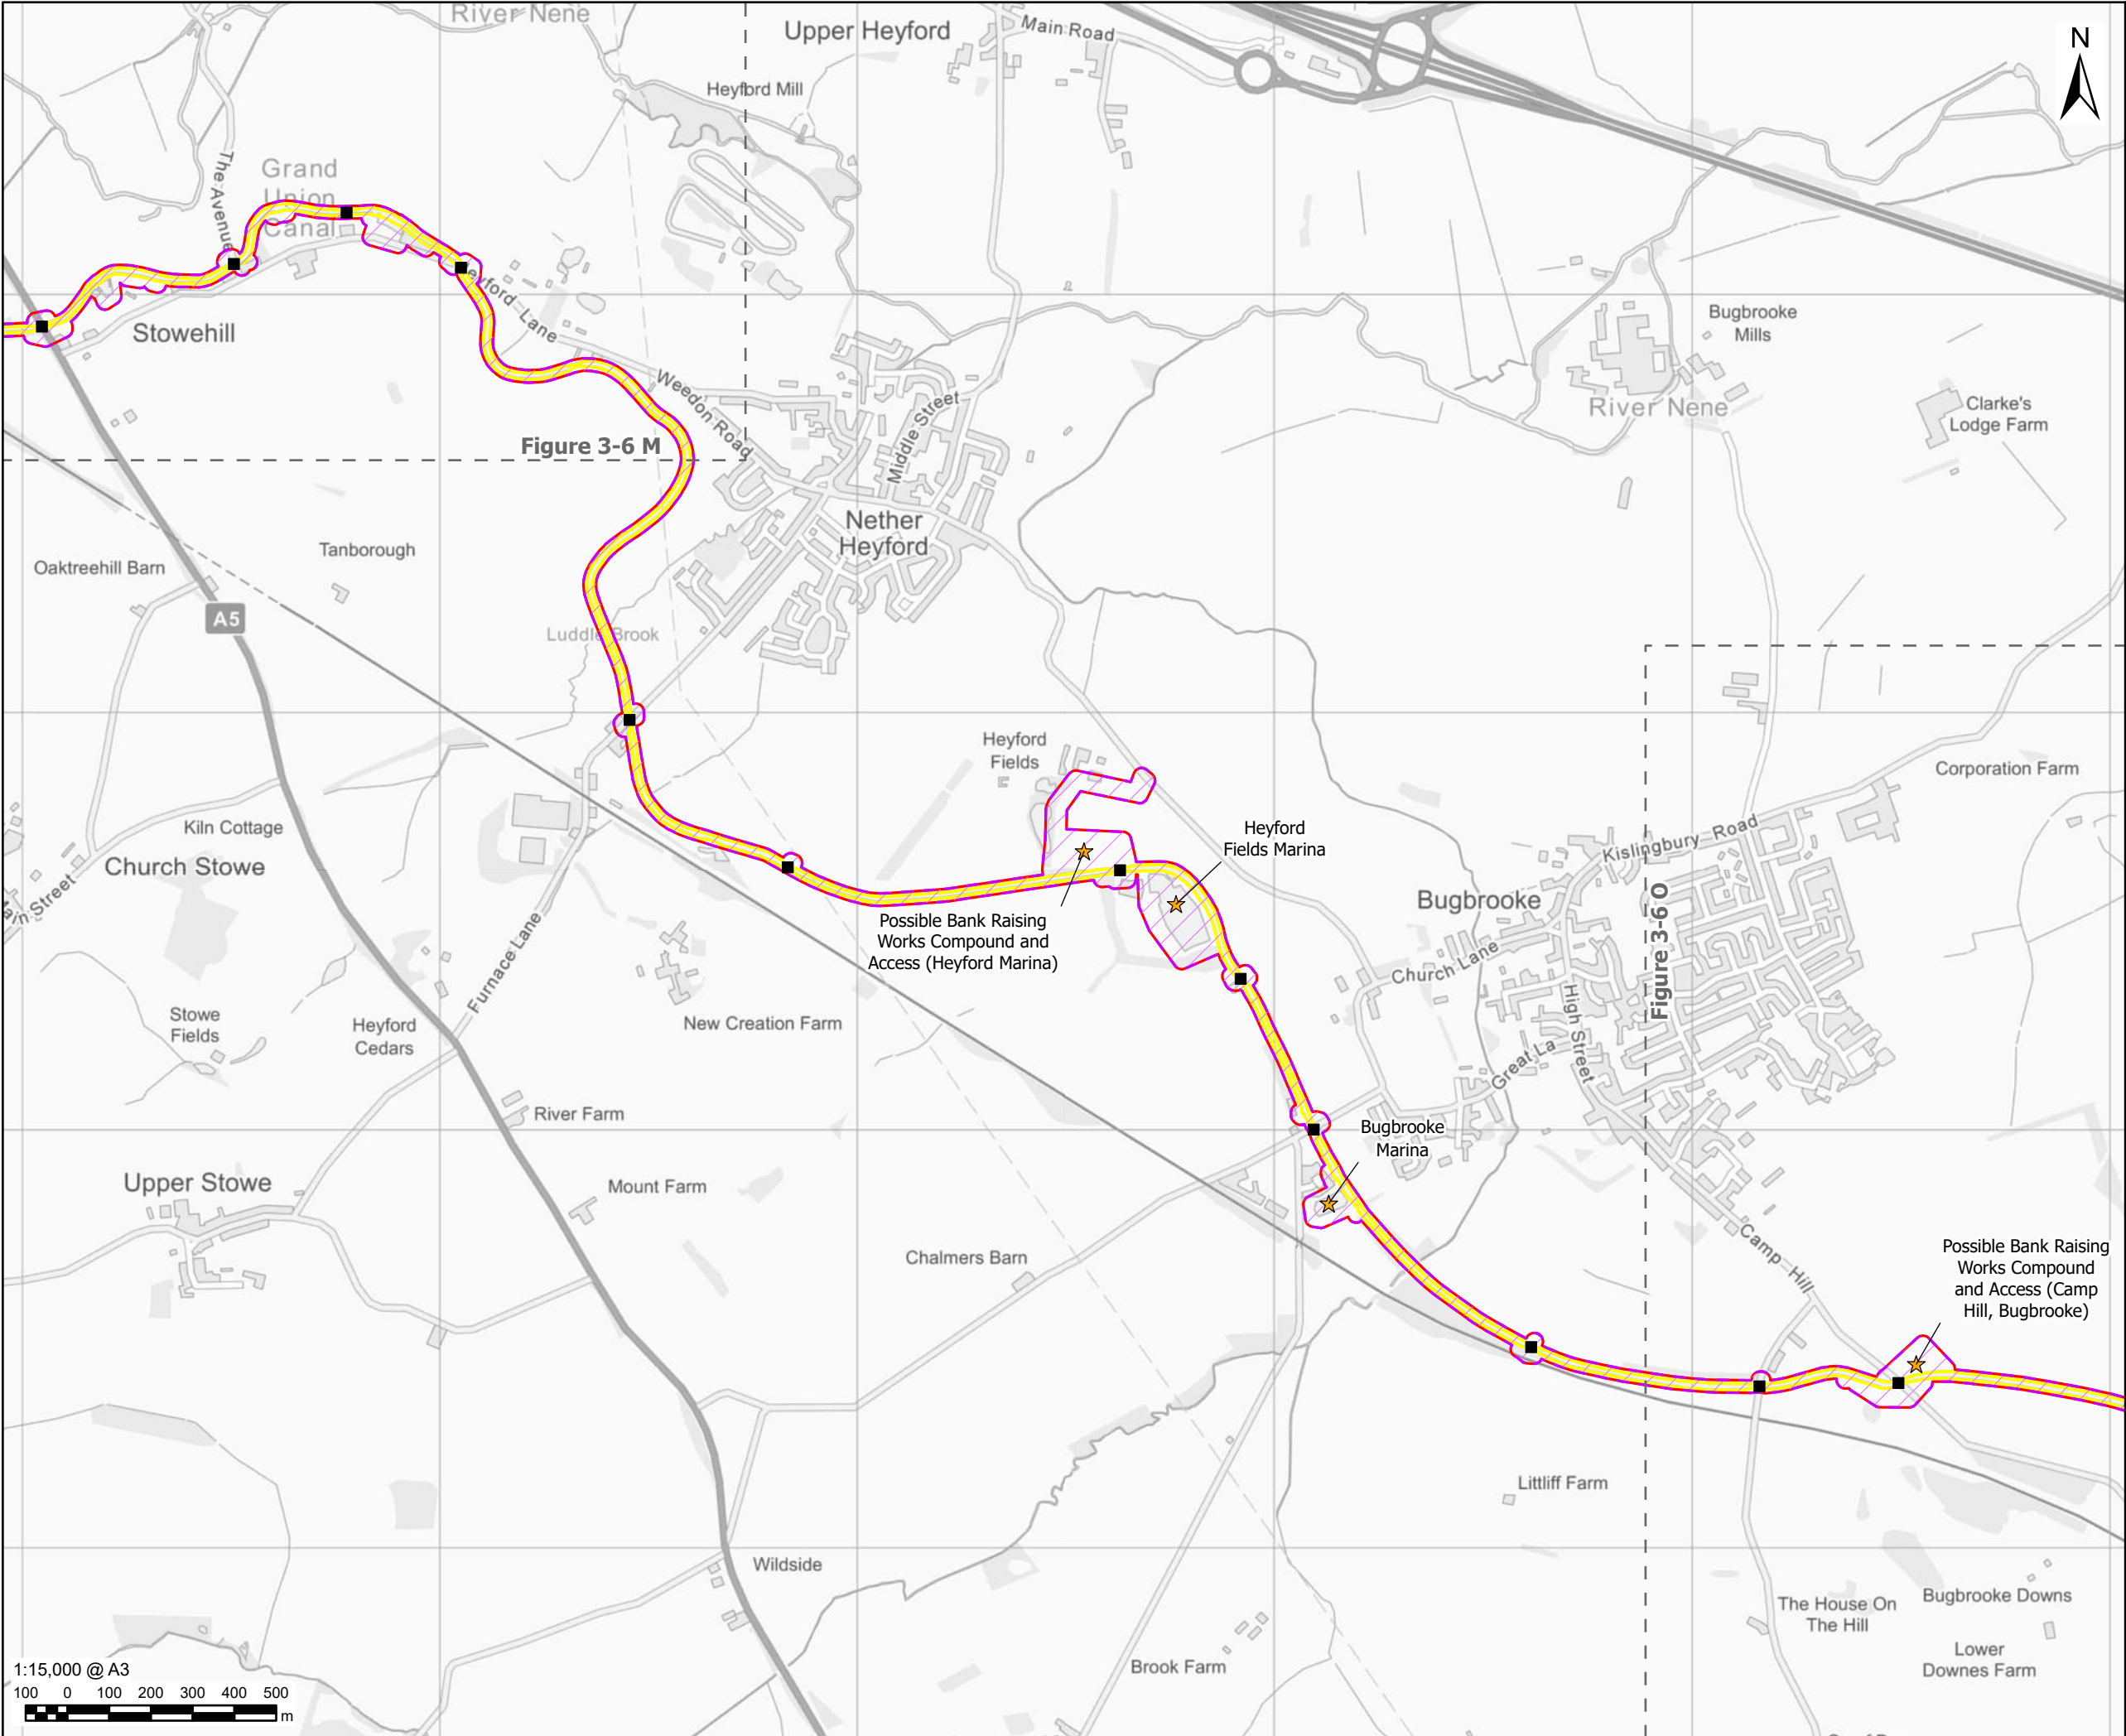 River Nene
Upper Heyford
Main Road
N
Heyford Mill
The Avenue
Grand
Union
Canal
Heyford Lane
Stowehill
Bugbrooke
Mills
River Nene
Clarke's
Lodge Farm
Weedon Road
Middle Street
Figure 3-6 M
Nether
Heyford
Tanborough
Oaktreehill Barn
A5
Luddle Brook
Heyford
Fields
Corporation Farm
Kiln Cottage
Heyford
Fields Marina
Kislingbury Road
Church Stowe
Main Street
Bugbrooke
Figure 3-6 O
Possible Bank Raising
Works Compound and
Access (Heyford Marina)
Furnace Lane
Church Lane
High Street
Stowe
Fields
Heyford
Cedars
New Creation Farm
Great La
River Farm
Bugbrooke
Marina
Upper Stowe
Mount Farm
Camp Hill
Chalmers Barn
Possible Bank Raising
Works Compound
and Access (Camp
Hill, Bugbrooke)
Littliff Farm
Wildside
The House On
The Hill
Bugbrooke Downs
Lower
Downes Farm
Brook Farm
1:15,000 @ A3
100 0 100 200 300 400 500
m